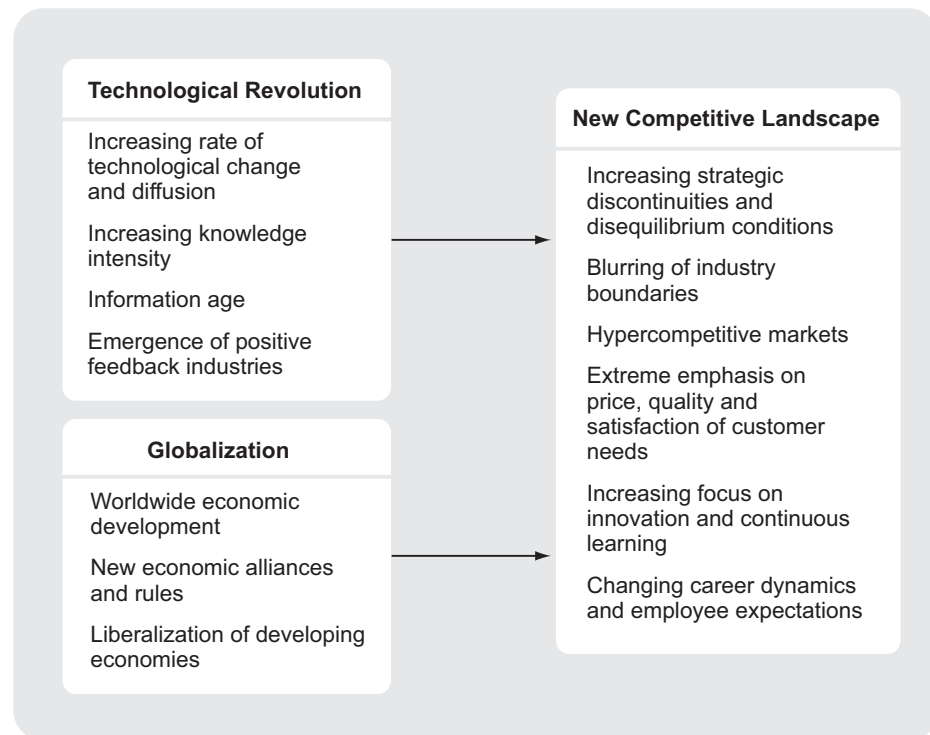 Technological Revolution
Increasing rate of
technological change
and diffusion
Increasing knowledge
intensity
Information age
Emergence of positive
feedback industries
Globalization
Worldwide economic
development
New economic alliances
and rules
Liberalization of developing
economies
New Competitive Landscape
Increasing strategic
discontinuities and
disequilibrium conditions
Blurring of industry
boundaries
Hypercompetitive markets
Extreme emphasis on
price, quality and
satisfaction of customer
needs
Increasing focus on
innovation and continuous
learning
Changing career dynamics
and employee expectations